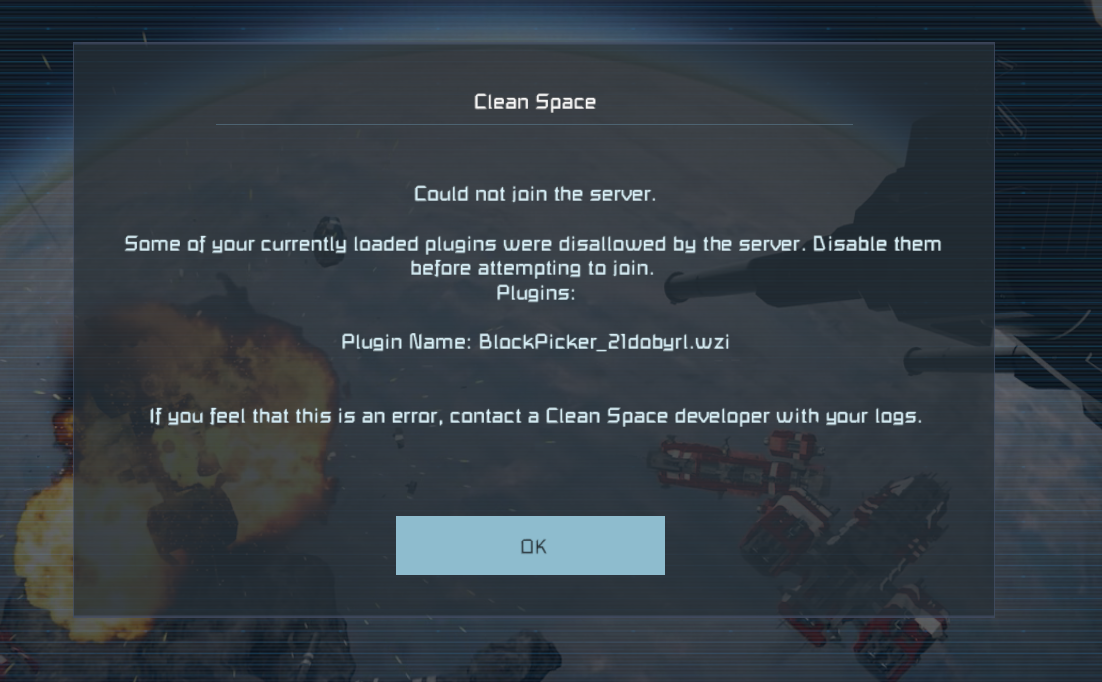 Clean Space
Could not join the server.
Some of your currently loaded plugins were disallowed by the server. Disable them
before attempting to join.
Plugins:
Plugin Name: BlockPicker_21dobyrl.wzi
If you feel that this is an error, contact a Clean Space developer with your logs.
OK